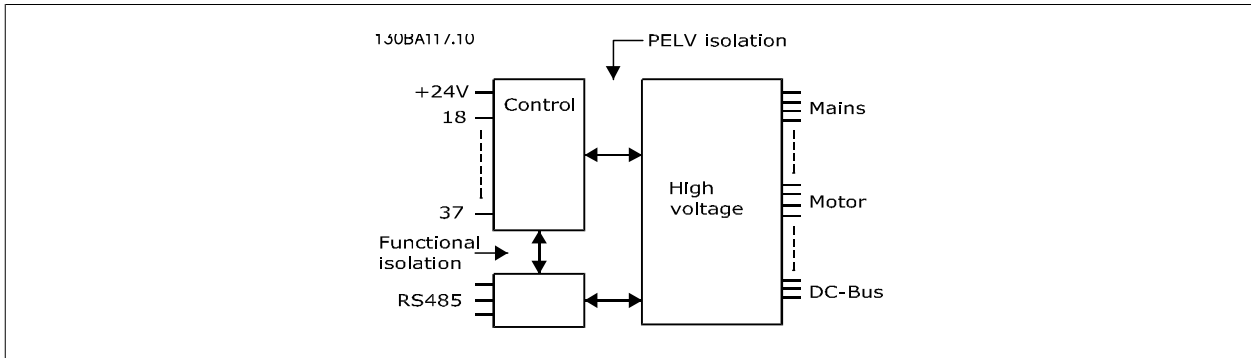 130BA117.10
PELV isolation
+24V
Control
18
37
Functional
isolation
RS485
High
voltage
Mains
Motor
DC-Bus